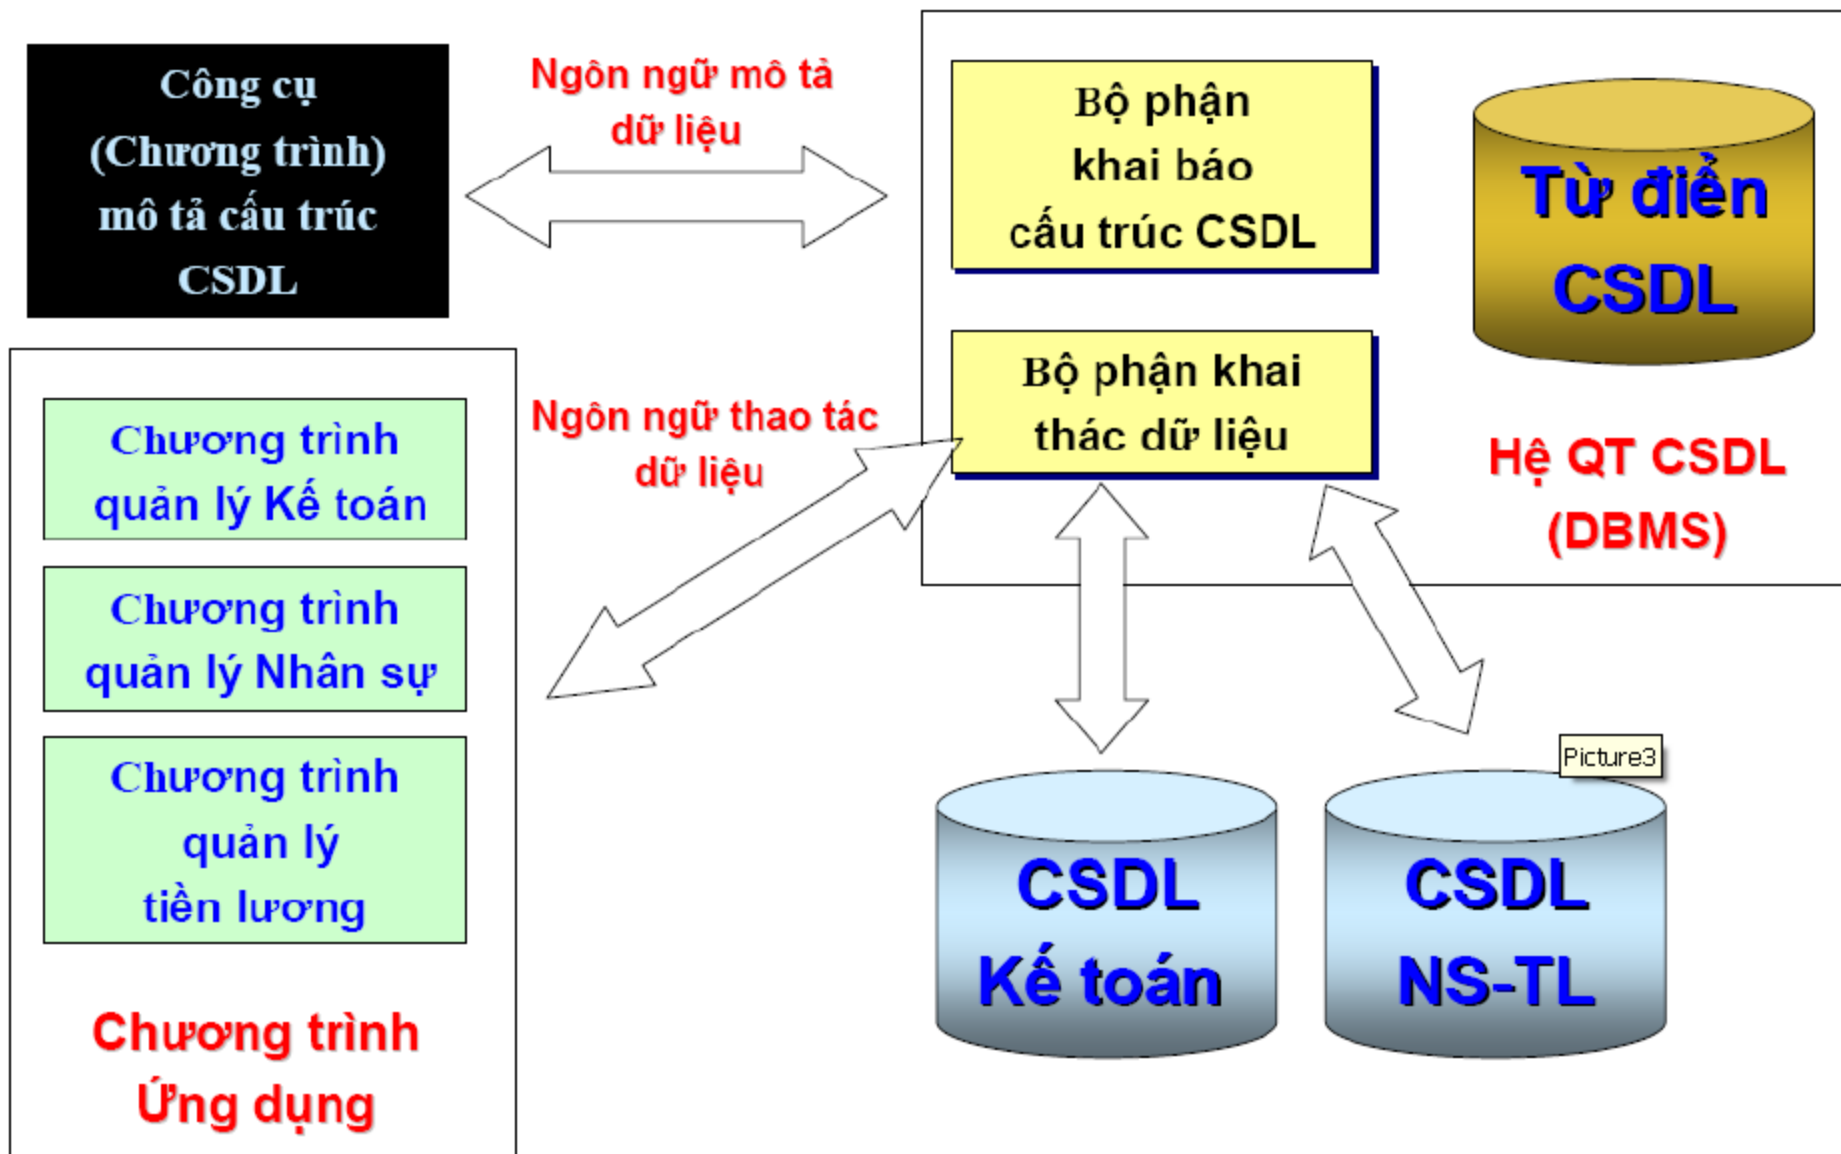 Công cụ
(Chương trình)
mô tả cấu trúc
CSDL
Ngôn ngữ mô tả
dữ liệu
Bộ phận
khai báo
cấu trúc CSDL
Từ điển
CSDL
Bộ phận khai
thác dữ liệu
Hệ QT CSDL
(DBMS)
Ngôn ngữ thao tác
dữ liệu
Chương trình
quản lý Kế toán
Chương trình
quản lý Nhân sự
Chương trình
quản lý
tiền lương
Chương trình
Ứng dụng
Picture3
CSDL
Kế toán
CSDL
NS-TL